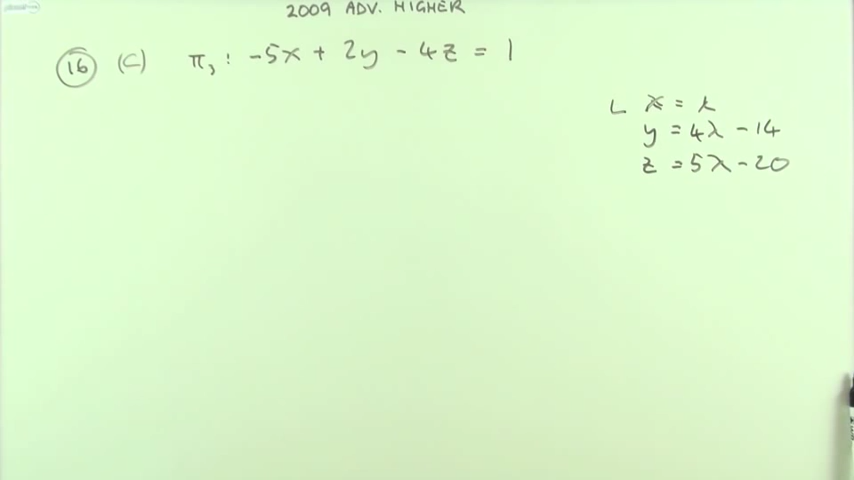 2009 ADV. HIGHER
16 (C) π₃ : -5x + 2y - 4z = 1
L x = λ
y = 4λ - 14
z = 5λ - 20